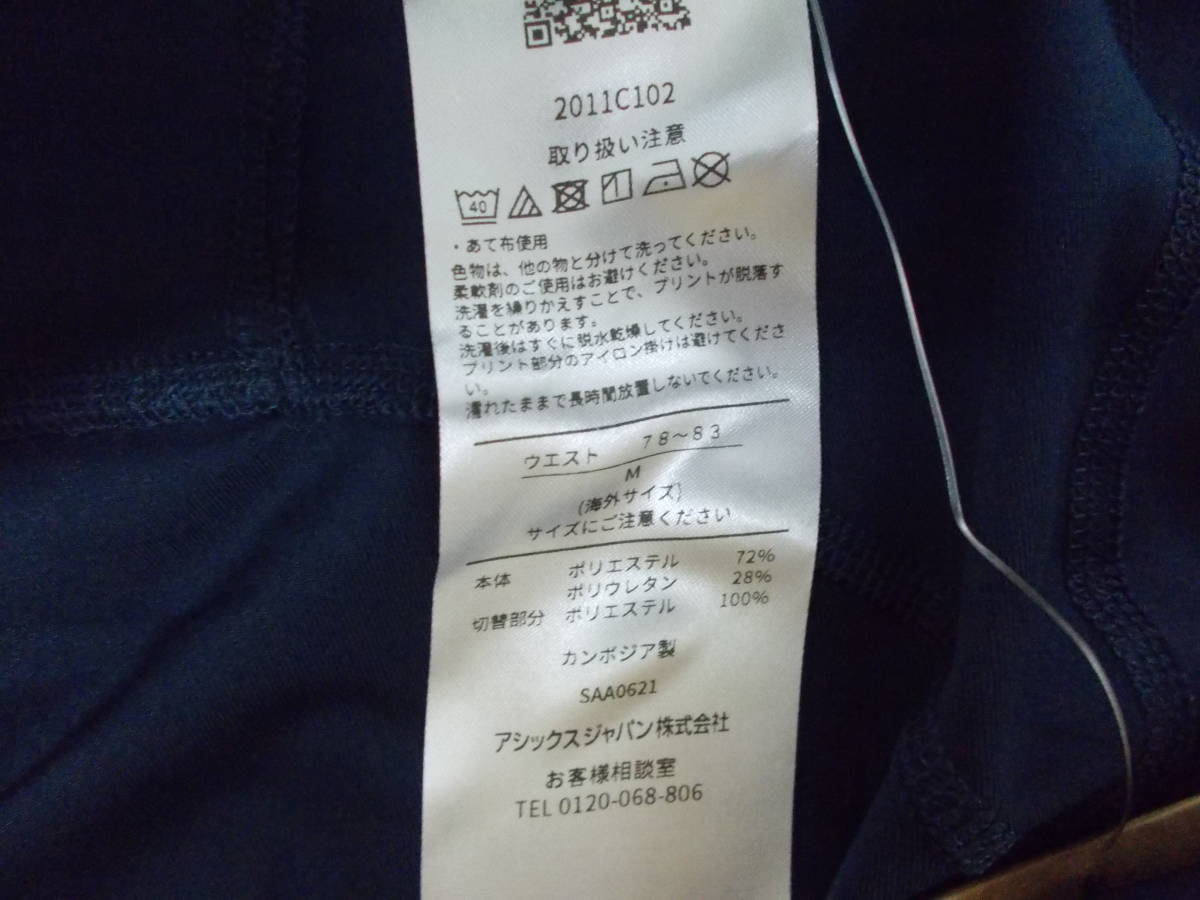 2011C102
取り扱い注意
40
・あて布使用
色物は、他の物と分けて洗ってください。
柔軟剤のご使用はお避けください。
洗濯を繰りかえすことで、プリントが脱落す
ることがあります。
洗濯後はすぐに脱水乾燥してください。
プリント部分のアイロン掛けは避けてくださ
い。
濡れたままで長時間放置しないでください。
ウエスト 78～83
M
(海外サイズ)
サイズにご注意ください
本体 ポリエステル 72%
ポリウレタン 28%
切替部分 ポリエステル 100%
カンボジア製
SAA0621
アシックスジャパン株式会社
お客様相談室
TEL 0120-068-806